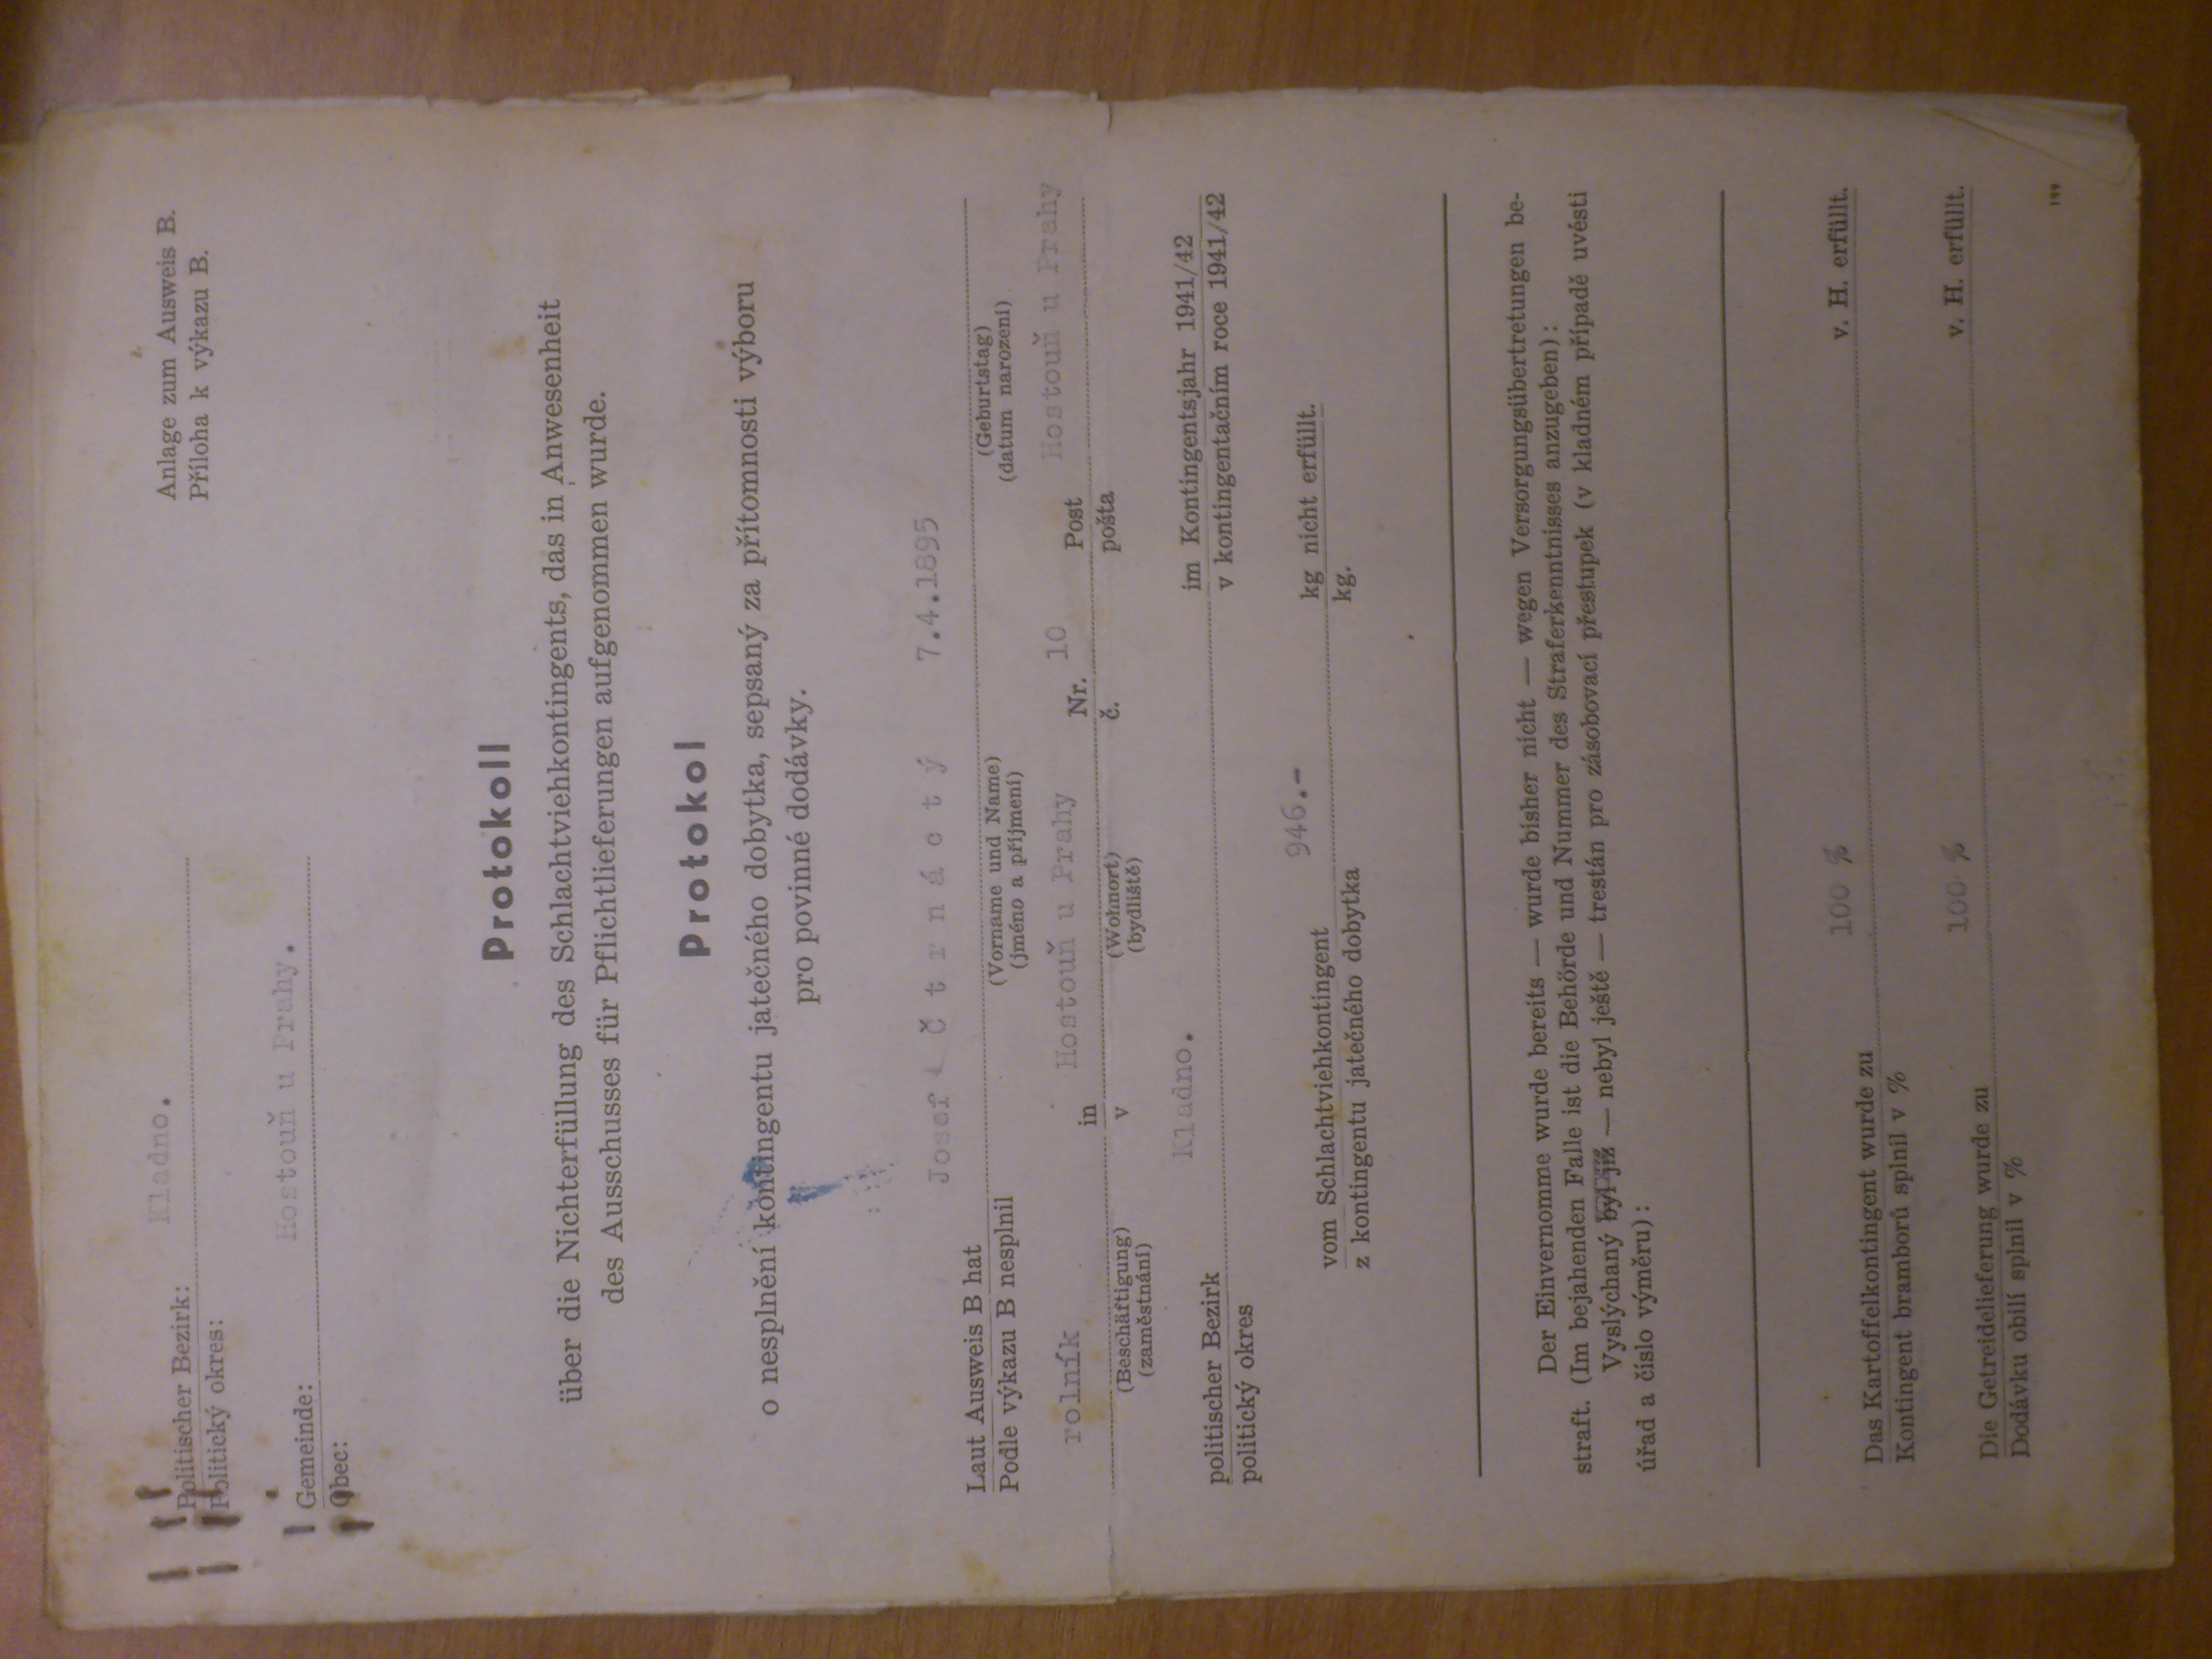 Kladno.
Politischer Bezirk:
Politický okres:
Anlage zum Ausweis B.
Příloha k výkazu B.
Hostouň u Prahy.
Gemeinde:
Obec:
Protokoll
über die Nichterfüllung des Schlachtviehkontingents, das in Anwesenheit
des Ausschusses für Pflichtlieferungen aufgenommen wurde.
Protokol
o nesplnění kontingentu jatečného dobytka, sepsaný za přítomnosti výboru
pro povinné dodávky.
Josef Č t r n á c t ý 7.4.1895
Laut Ausweis B hat
Podle výkazu B nesplnil
(Vorname und Name) (Geburtstag)
(jméno a příjmení) (datum narození)
rolník in Hostouň u Prahy Nr. 10 Post Hostouň u Prahy
v č. pošta
(Beschäftigung) (Wohnort)
(zaměstnání) (bydliště)
Kladno.
politischer Bezirk im Kontingentsjahr 1941/42
politický okres v kontingentačním roce 1941/42
946.-
vom Schlachtviehkontingent kg nicht erfüllt.
z kontingentu jatečného dobytka kg.
Der Einvernomme wurde bereits — wurde bisher nicht — wegen Versorgungsübertretungen be-
straft. (Im bejahenden Falle ist die Behörde und Nummer des Straferkenntnisses anzugeben):
Vyslýchaný byl již — nebyl ještě — trestán pro zásobovací přestupek (v kladném případě uvésti
úřad a číslo výměru):
100 %
Das Kartoffelkontingent wurde zu v. H. erfüllt.
Kontingent bramborů splnil v %
100 %
Die Getreidelieferung wurde zu v. H. erfüllt.
Dodávku obilí splnil v %
199